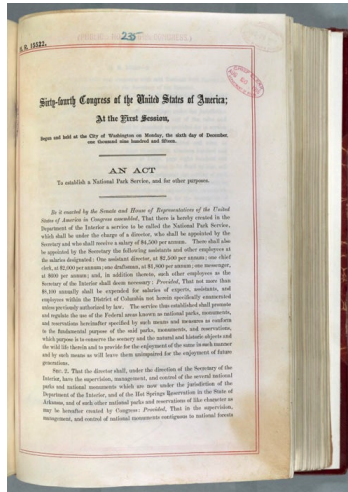 H. R. 15522.
235
Sixty-fourth Congress of the United States of America;
At the First Session,
Begun and held at the City of Washington on Monday, the sixth day of December,
one thousand nine hundred and fifteen.
AN ACT
To establish a National Park Service, and for other purposes.
Be it enacted by the Senate and House of Representatives of the United
States of America in Congress assembled, That there is hereby created in the
Department of the Interior a service to be called the National Park Service,
which shall be under the charge of a director, who shall be appointed by the
Secretary and who shall receive a salary of $4,500 per annum. There shall also
be appointed by the Secretary the following assistants and other employees at
the salaries designated: One assistant director, at $2,500 per annum; one chief
clerk, at $2,000 per annum; one draftsman, at $1,800 per annum; one messenger,
at $600 per annum; and, in addition thereto, such other employees as the
Secretary of the Interior shall deem necessary: Provided, That not more than
$8,100 annually shall be expended for salaries of experts, assistants, and
employees within the District of Columbia not herein specifically enumerated
unless previously authorized by law. The service thus established shall promote
and regulate the use of the Federal areas known as national parks, monuments,
and reservations hereinafter specified by such means and measures as conform
to the fundamental purpose of the said parks, monuments, and reservations,
which purpose is to conserve the scenery and the natural and historic objects and
the wild life therein and to provide for the enjoyment of the same in such manner
and by such means as will leave them unimpaired for the enjoyment of future
generations.
SEC. 2. That the director shall, under the direction of the Secretary of the
Interior, have the supervision, management, and control of the several national
parks and national monuments which are now under the jurisdiction of the
Department of the Interior, and of the Hot Springs Reservation in the State of
Arkansas, and of such other national parks and reservations of like character as
may be hereafter created by Congress: Provided, That in the supervision,
management, and control of national monuments contiguous to national forests